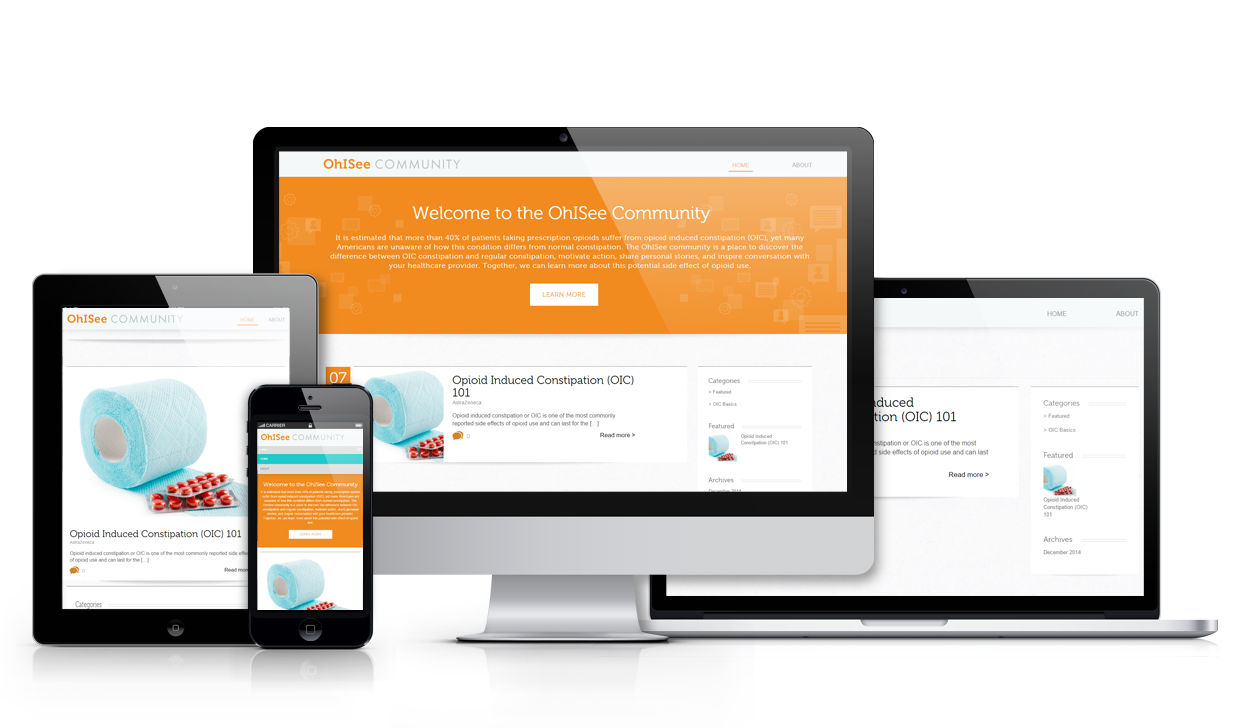 OhISee COMMUNITY
HOME
ABOUT
Welcome to the OhISee Community
It is estimated that more than 40% of patients taking prescription opioids suffer from opioid induced constipation (OIC), yet many
Americans are unaware of how this condition differs from normal constipation. The OhISee community is a place to discover the
difference between OIC constipation and regular constipation, motivate action, share personal stories, and inspire conversation with
your healthcare provider. Together, we can learn more about this potential side effect of opioid use.
LEARN MORE
07
Opioid Induced Constipation (OIC)
101
AstraZeneca
Opioid induced constipation or OIC is one of the most commonly
reported side effects of opioid use and can last for the [...]
0
Read more >
Categories
> Featured
> OIC Basics
Featured
Opioid Induced
Constipation (OIC) 101
Archives
December 2014
OhISee COMMUNITY
HOME
ABOUT
Opioid Induced Constipation (OIC) 101
AstraZeneca
Opioid induced constipation or OIC is one of the most commonly reported side effe
of opioid use and can last for the [...]
0
Read mor
Categories
CARRIER
OhISee COMMUNITY
HOME
ABOUT
Welcome to the OhISee Community
LEARN MORE
HOME
ABOUT
duced
tion (OIC) 101
nstipation or OIC is one of the most
d side effects of opioid use and can last
Read more >
Categories
> Featured
> OIC Basics
Featured
Opioid Induced
Constipation (OIC)
101
Archives
December 2014